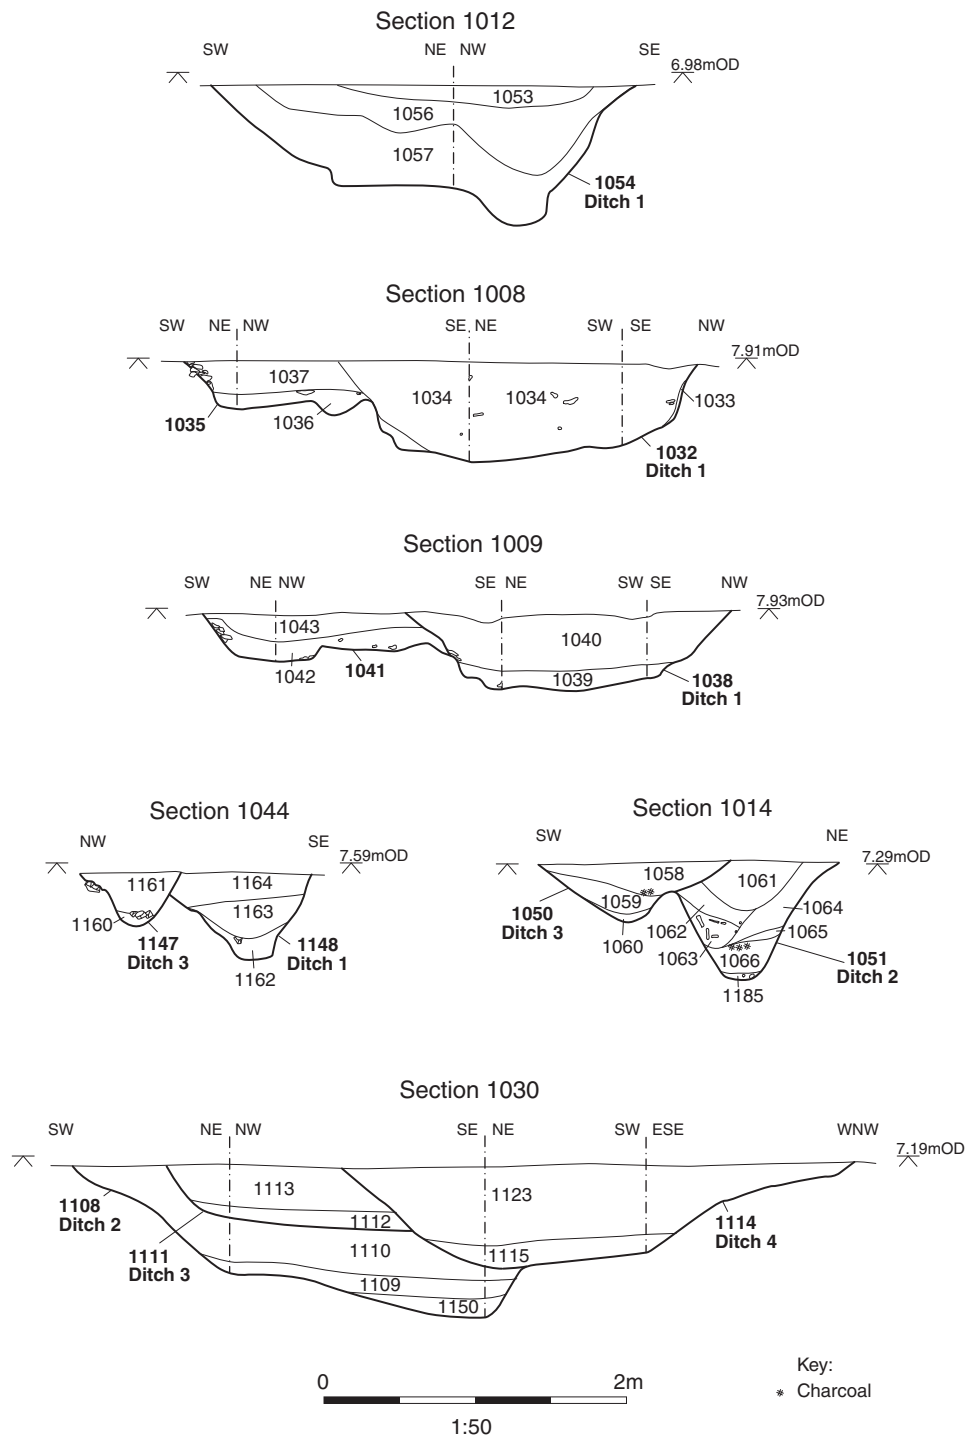 Section 1012
SW NE NW SE
6.98mOD
1053
1056
1057
1054
Ditch 1
Section 1008
SW NE NW SE NE SW SE NW
7.91mOD
1037
1034 1034
1033
1035 1036
1032
Ditch 1
Section 1009
SW NE NW SE NE SW SE NW
7.93mOD
1043
1040
1042 1041
1039
1038
Ditch 1
Section 1044
NW SE
7.59mOD
1161 1164
1163
1160
1147
Ditch 3
1148
Ditch 1
1162
Section 1014
SW NE
7.29mOD
1058
1061
1059
1050
Ditch 3
1060
1062
1063
1064
1065
1066
1051
Ditch 2
1185
Section 1030
SW NE NW SE NE SW ESE WNW
7.19mOD
1113
1123
1108
Ditch 2
1112
1111
Ditch 3
1110
1115
1114
Ditch 4
1109
1150
0 2m
1:50
Key:
Charcoal